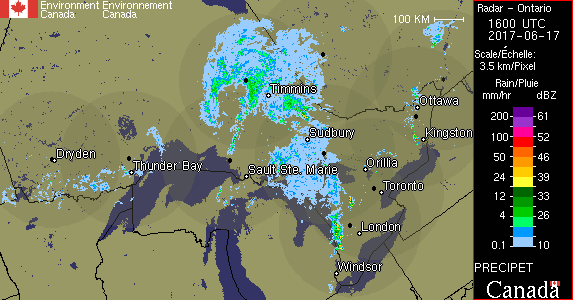 Environment Environnement
Canada Canada
100 KM
Timmins
Ottawa
Sudbury
Kingston
Dryden
Thunder Bay
Sault Ste. Marie
Orillia
Toronto
London
Windsor
Radar - Ontario
1600 UTC
2017-06-17
Scale/Échelle:
3.5 km/Pixel
Rain/Pluie
mm/hr dBZ
200 61
100 52
50 46
24 39
12 33
4 26
2 20
0.1 10
PRECIPET
Canada